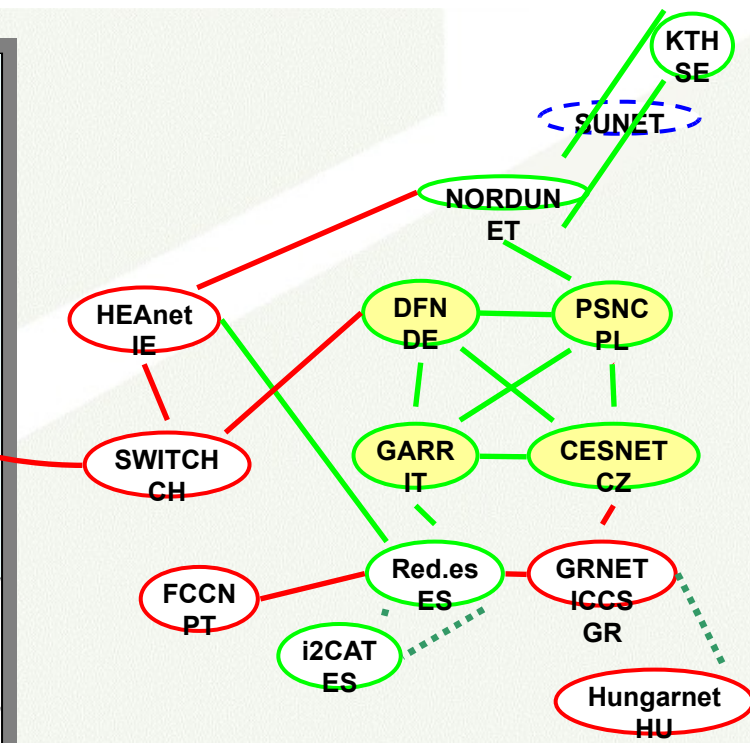 KTH
SE
SUNET
NORDUN
ET
HEAnet
IE
DFN
DE
PSNC
PL
SWITCH
CH
GARR
IT
CESNET
CZ
FCCN
PT
Red.es
ES
GRNET
ICCS
GR
i2CAT
ES
Hungarnet
HU